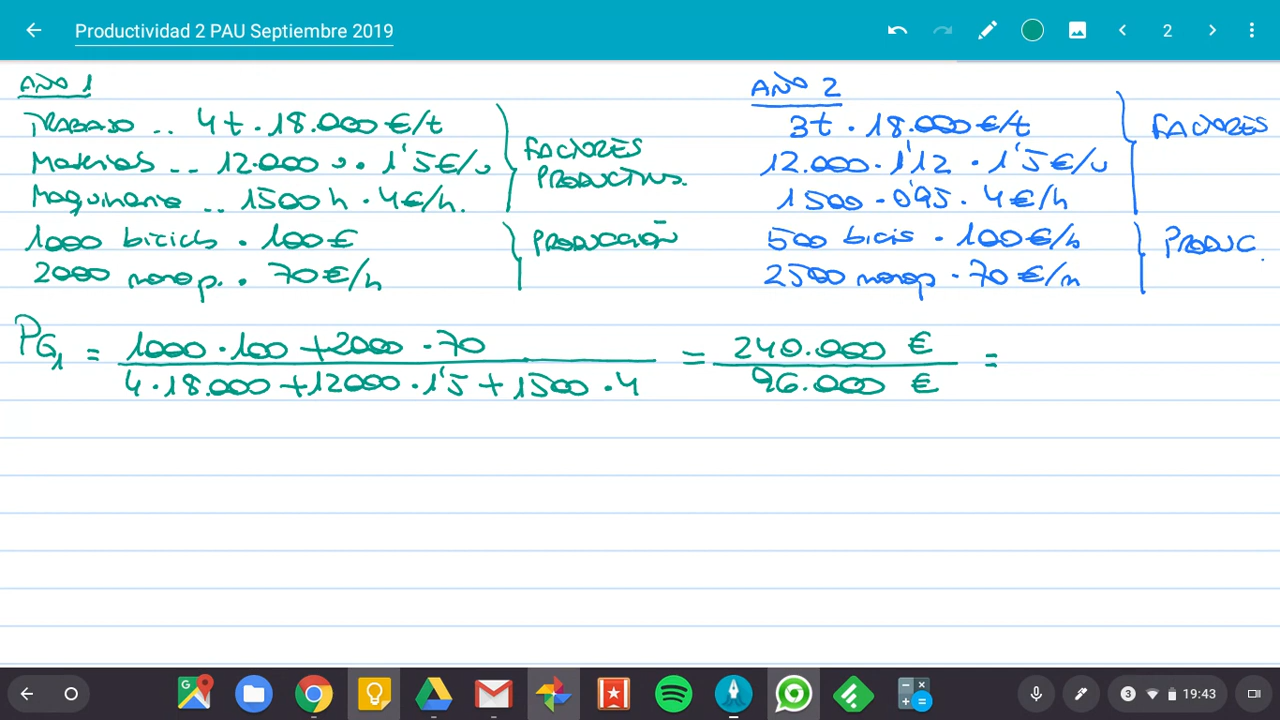 Productividad 2 PAU Septiembre 2019
2
AÑO 1
TRABAJO .. 4t · 18.000 €/t
Materiales .. 12.000 u · 1'5 €/u
Maquinaria .. 1500 h · 4 €/h.
FACTORES
PRODUCTIVOS.
1000 bicicls · 100 €
2000 monop. · 70 €/h
PRODUCCIÓN
AÑO 2
3t · 18.000 €/t
12.000 · 1'12 · 1'5 €/u
1500 · 0'95 · 4 €/h
FACTORES
500 bicis · 100 €/b
2500 monop · 70 €/m
PRODUC.
PG1 = 1000 · 100 + 2000 · 70 / 4 · 18.000 + 12000 · 1'5 + 1500 · 4 = 240.000 € / 96.000 € =
3
19:43